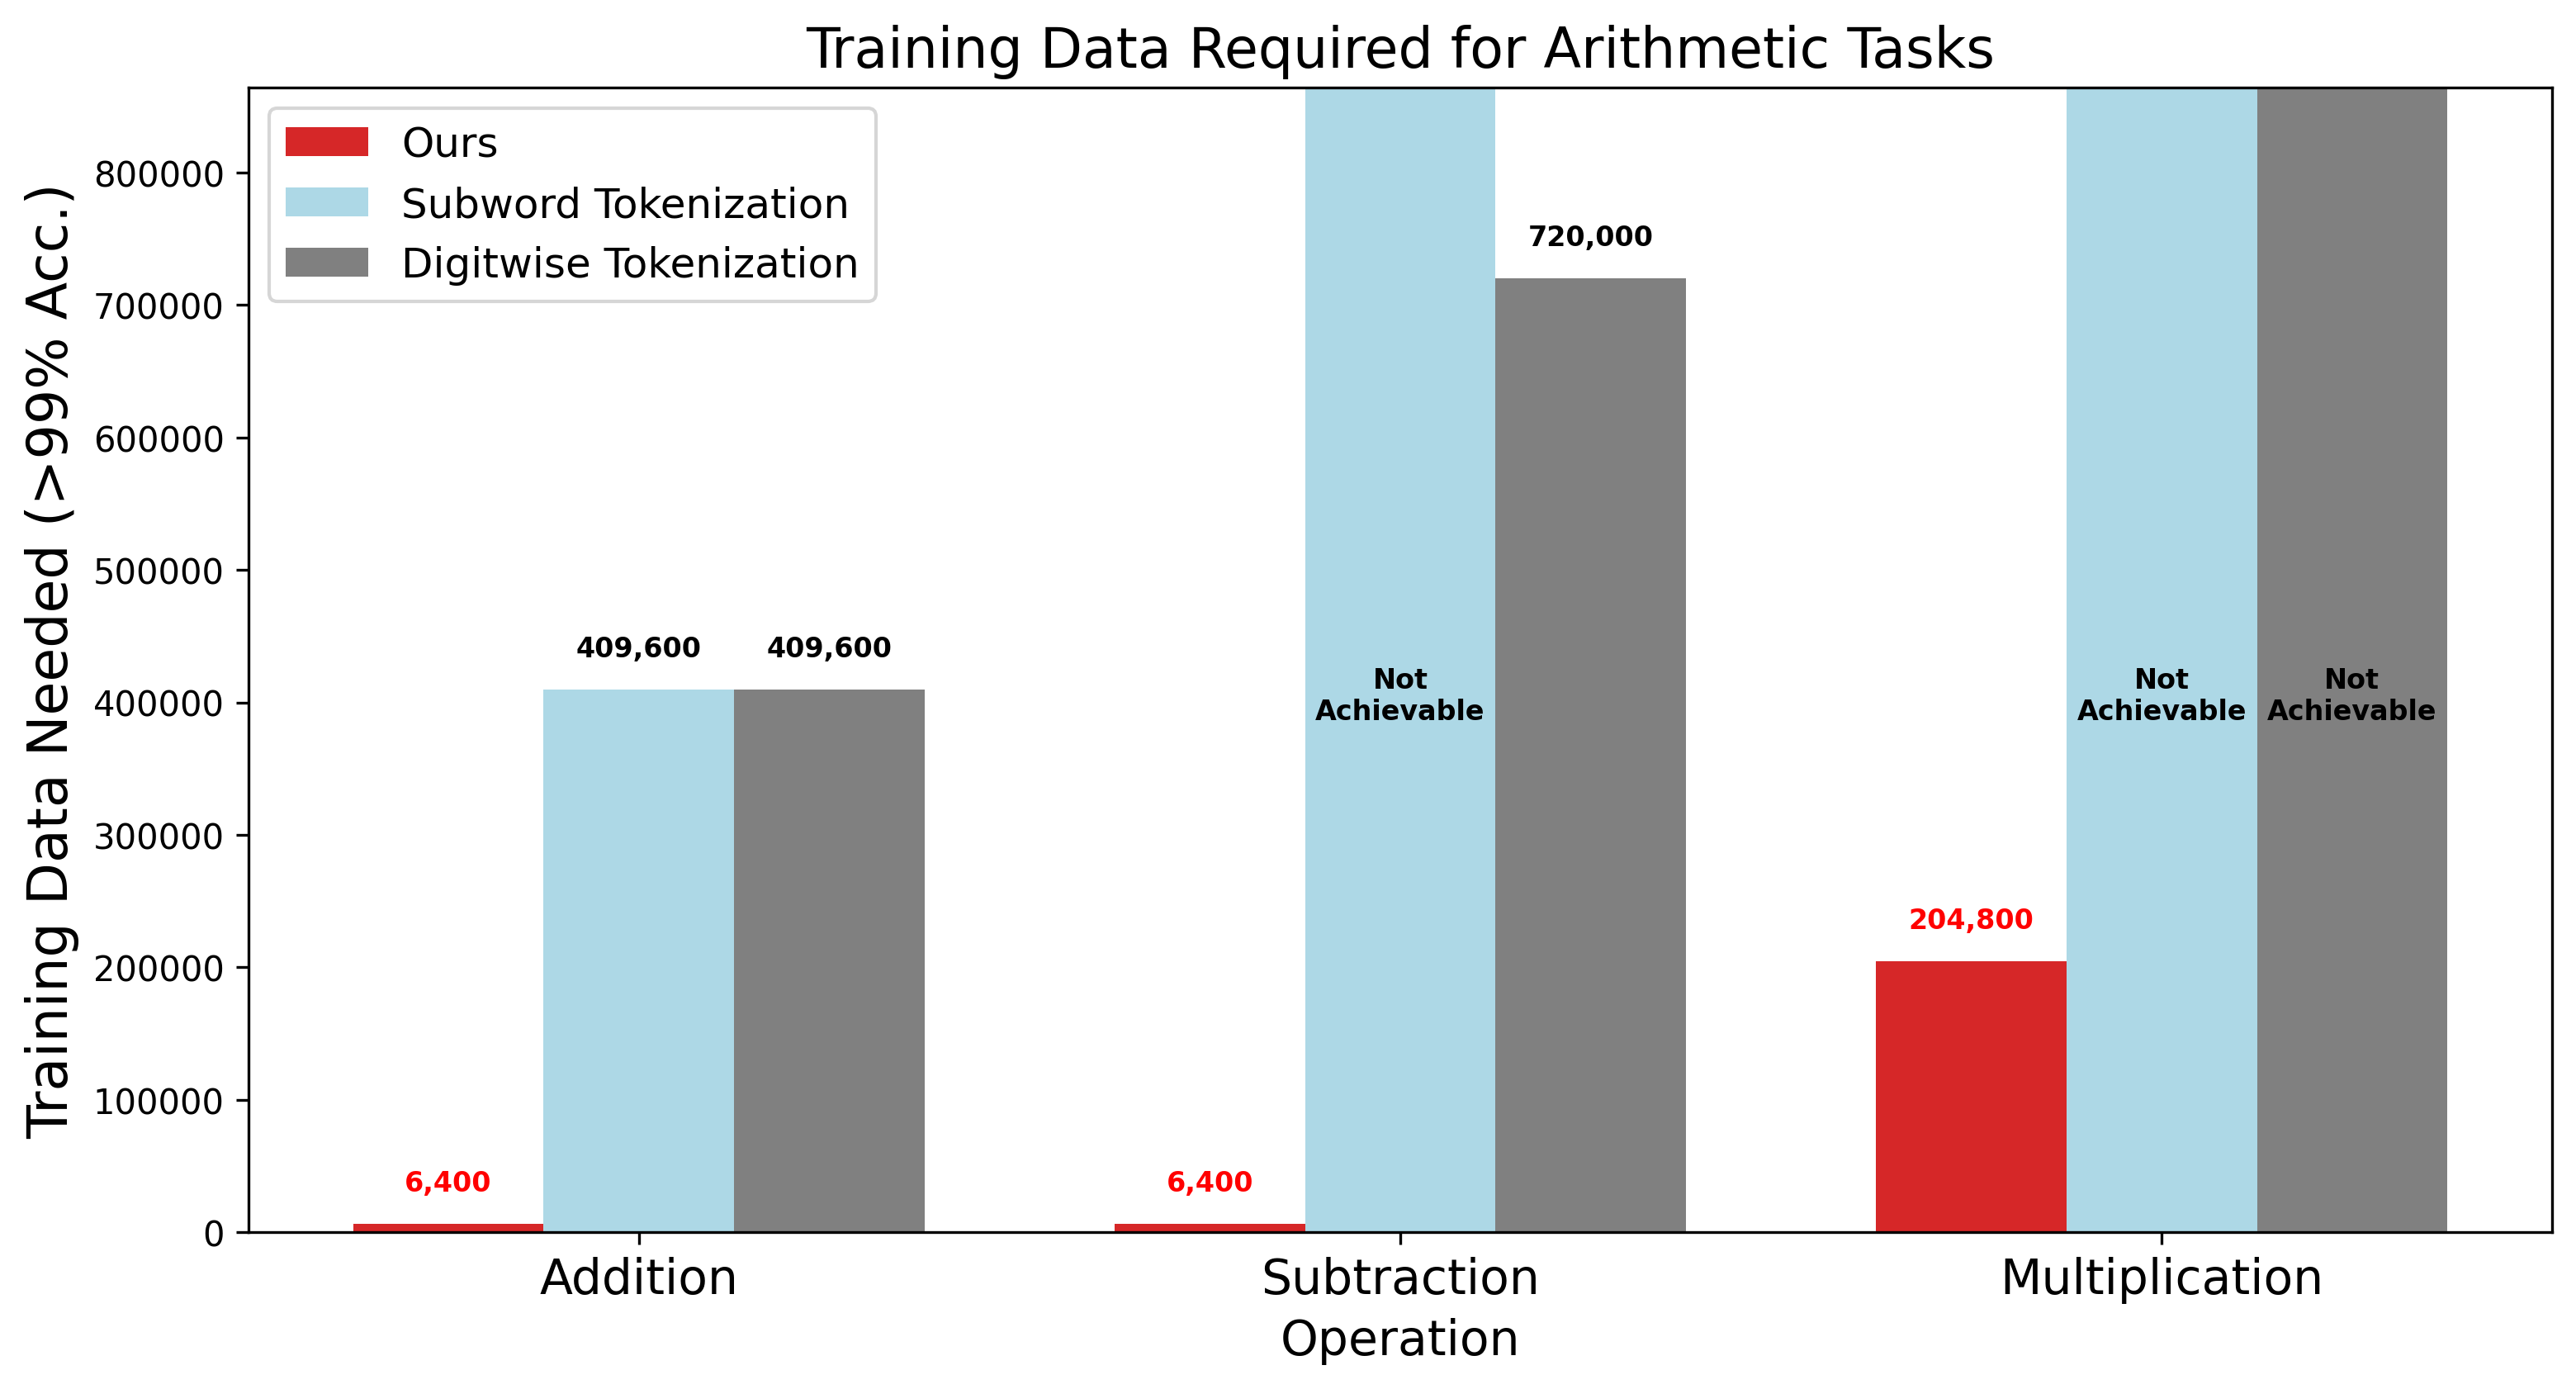 Training Data Required for Arithmetic Tasks
Training Data Needed (>99% Acc.)
800000
700000
600000
500000
400000
300000
200000
100000
0
Ours
Subword Tokenization
Digitwise Tokenization
6,400
409,600
409,600
6,400
Not
Achievable
720,000
204,800
Not
Achievable
Not
Achievable
Addition
Subtraction
Multiplication
Operation